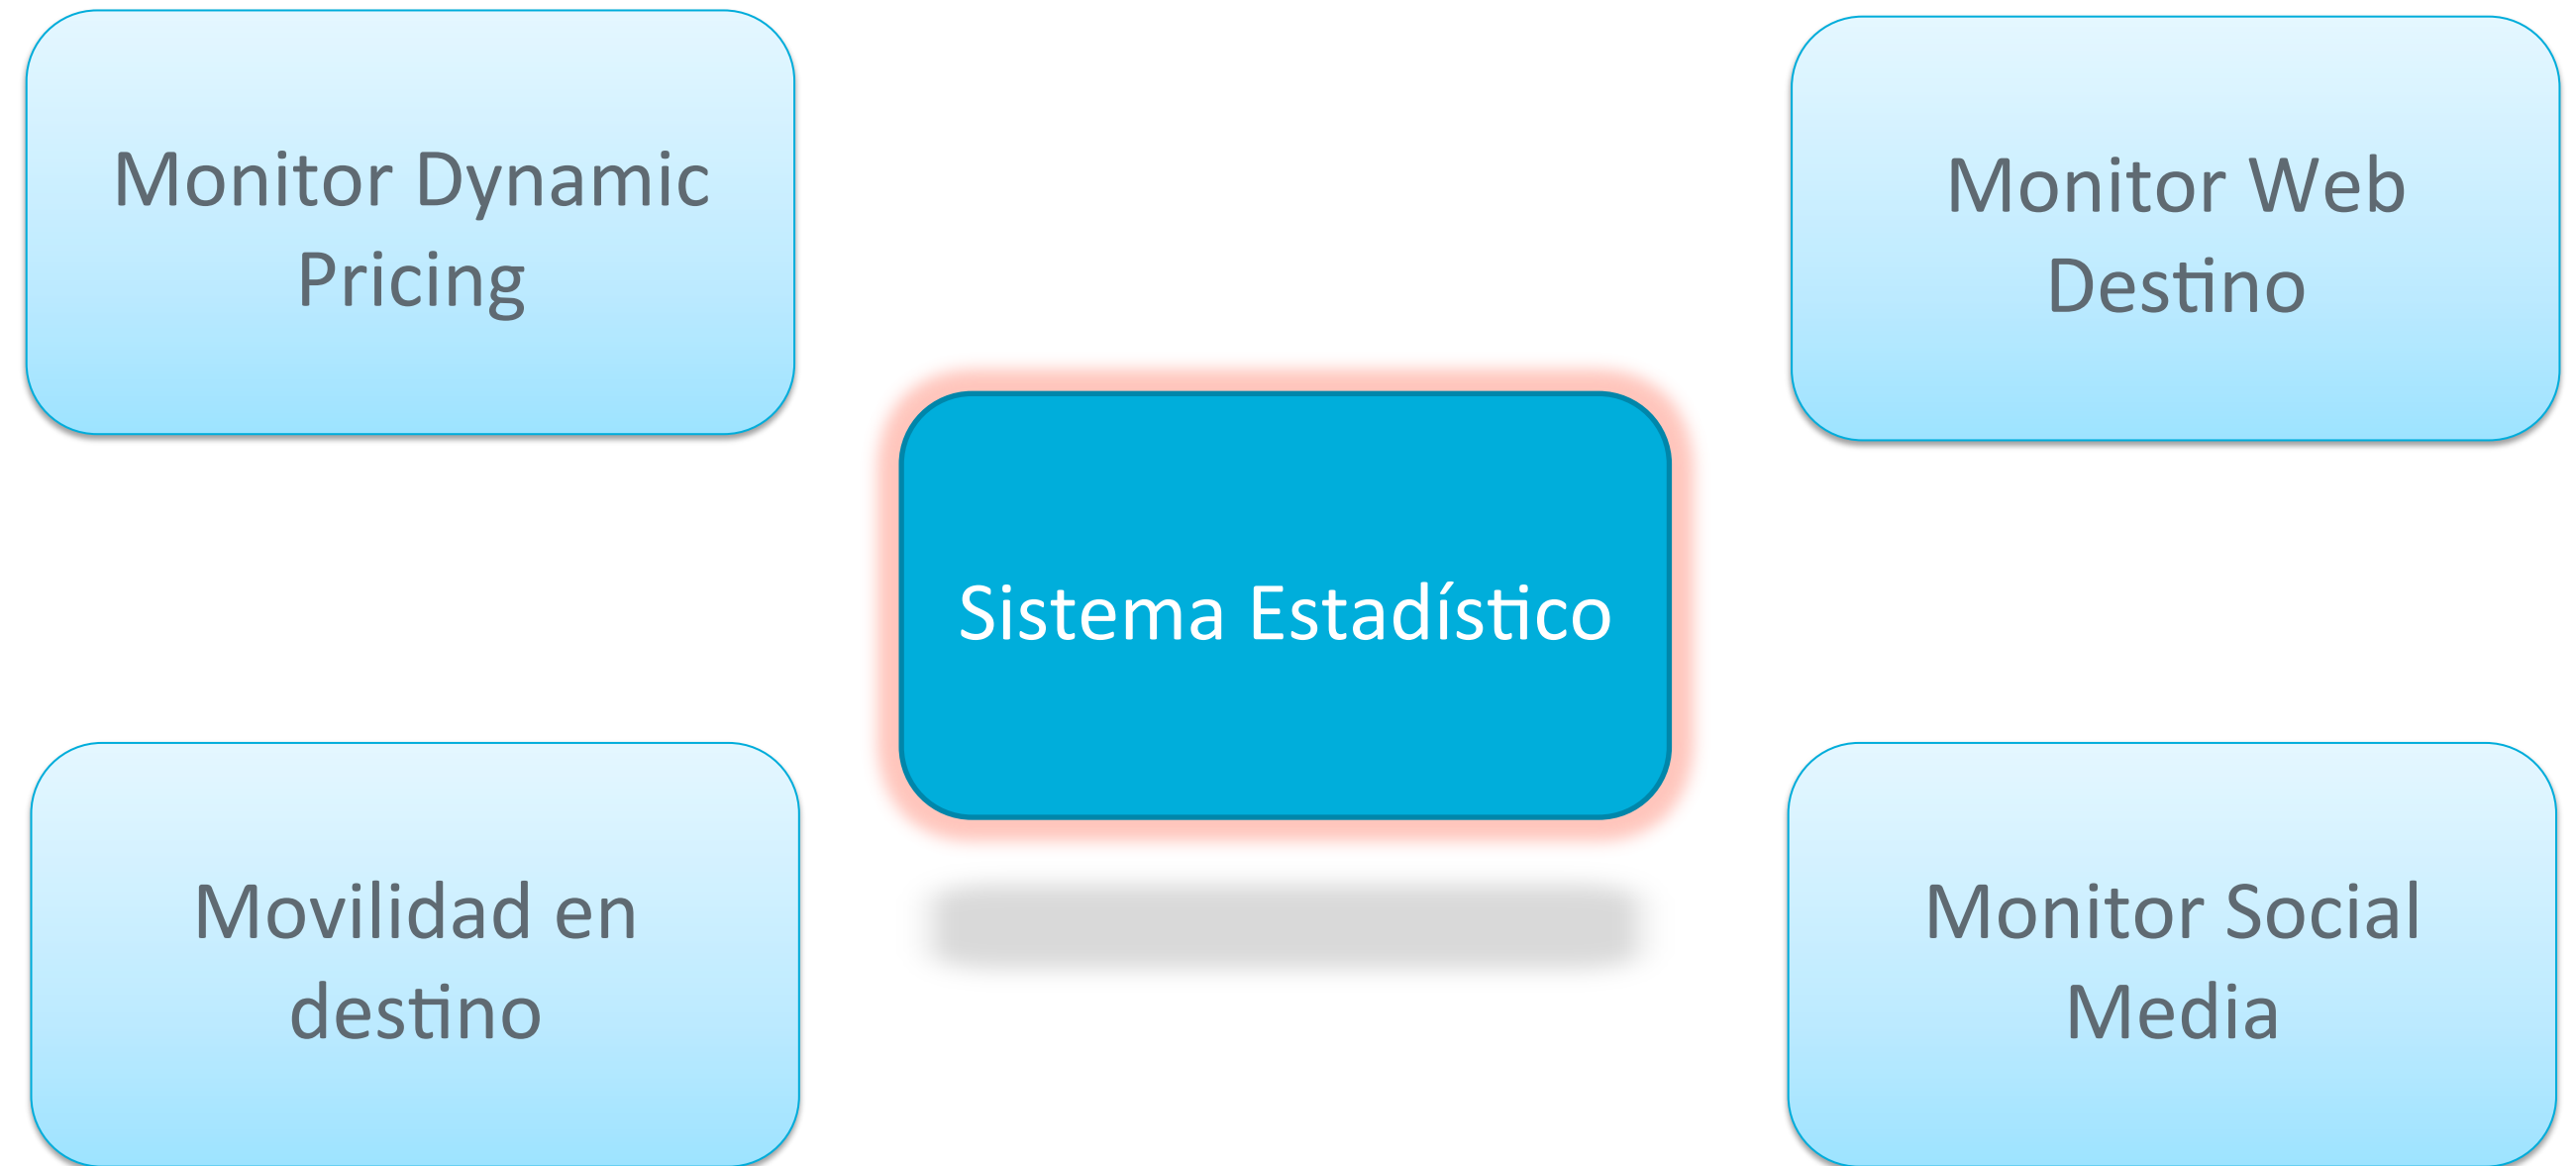 Monitor Dynamic
Pricing
Monitor Web
Destino
Sistema Estadístico
Movilidad en
destino
Monitor Social
Media